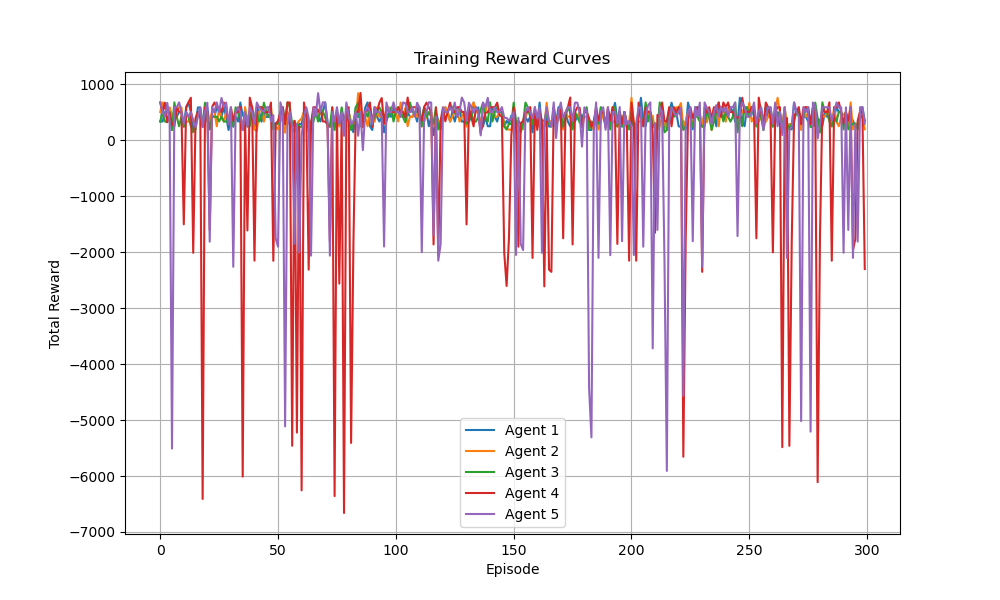 Training Reward Curves
Total Reward
1000
0
−1000
−2000
−3000
−4000
−5000
−6000
−7000
Agent 1
Agent 2
Agent 3
Agent 4
Agent 5
0 50 100 150 200 250 300
Episode